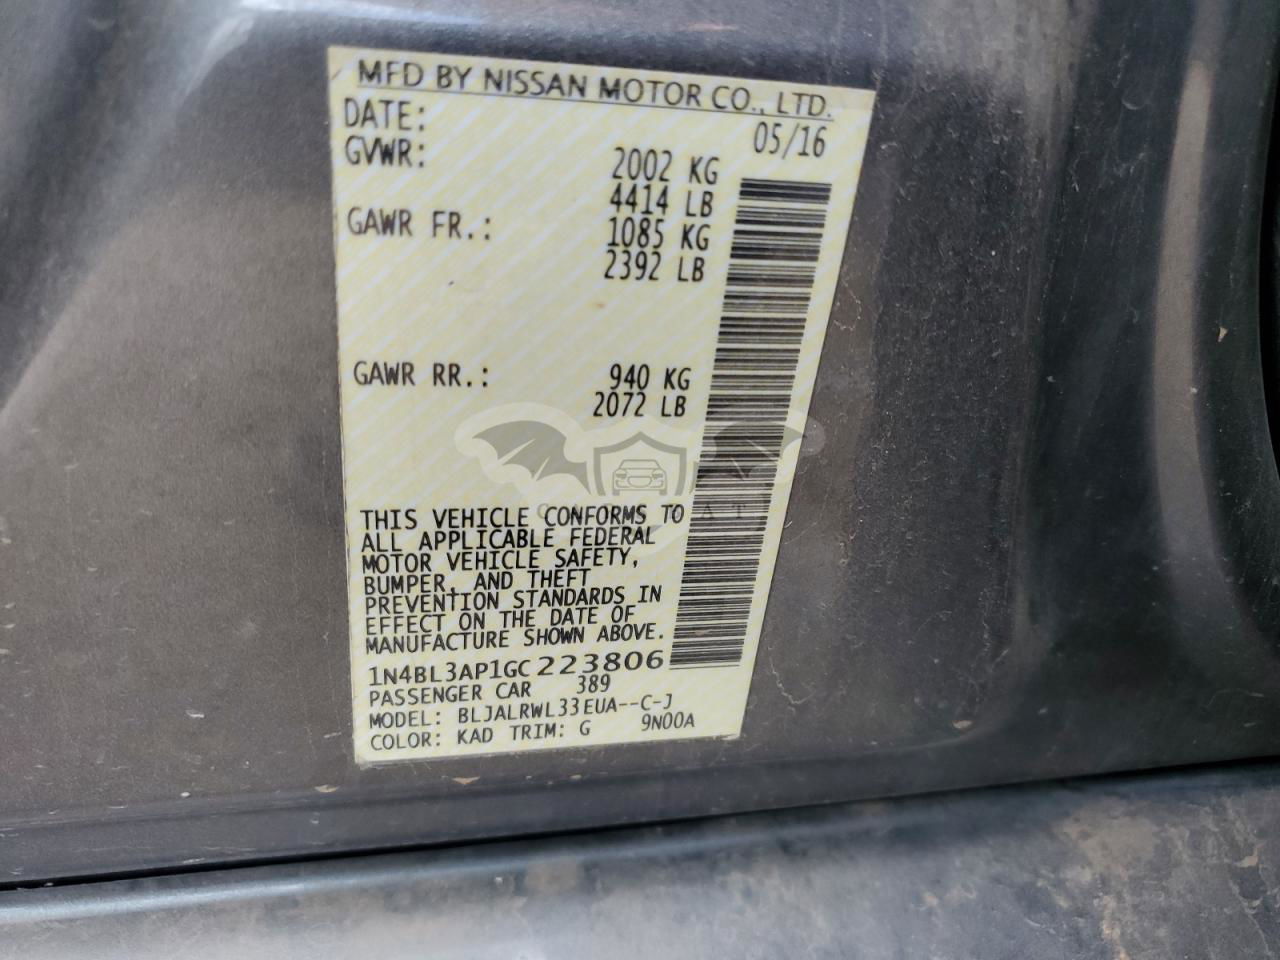 MFD BY NISSAN MOTOR CO., LTD.
DATE: 05/16
GVWR: 2002 KG
4414 LB
GAWR FR.: 1085 KG
2392 LB
GAWR RR.: 940 KG
2072 LB
THIS VEHICLE CONFORMS TO
ALL APPLICABLE FEDERAL
MOTOR VEHICLE SAFETY,
BUMPER, AND THEFT
PREVENTION STANDARDS IN
EFFECT ON THE DATE OF
MANUFACTURE SHOWN ABOVE.
1N4BL3AP1GC223806
PASSENGER CAR 389
MODEL: BLJALRWL33EUA--C-J
COLOR: KAD TRIM: G 9N00A